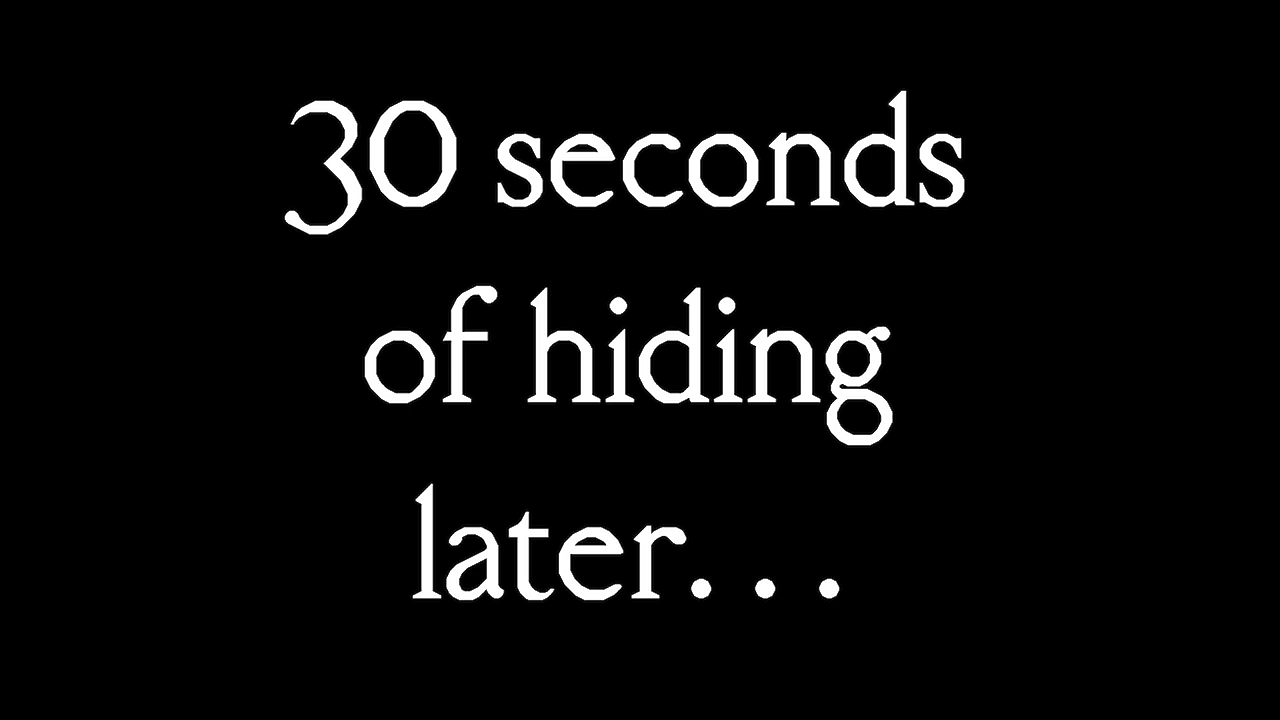 30 seconds
of hiding
later...